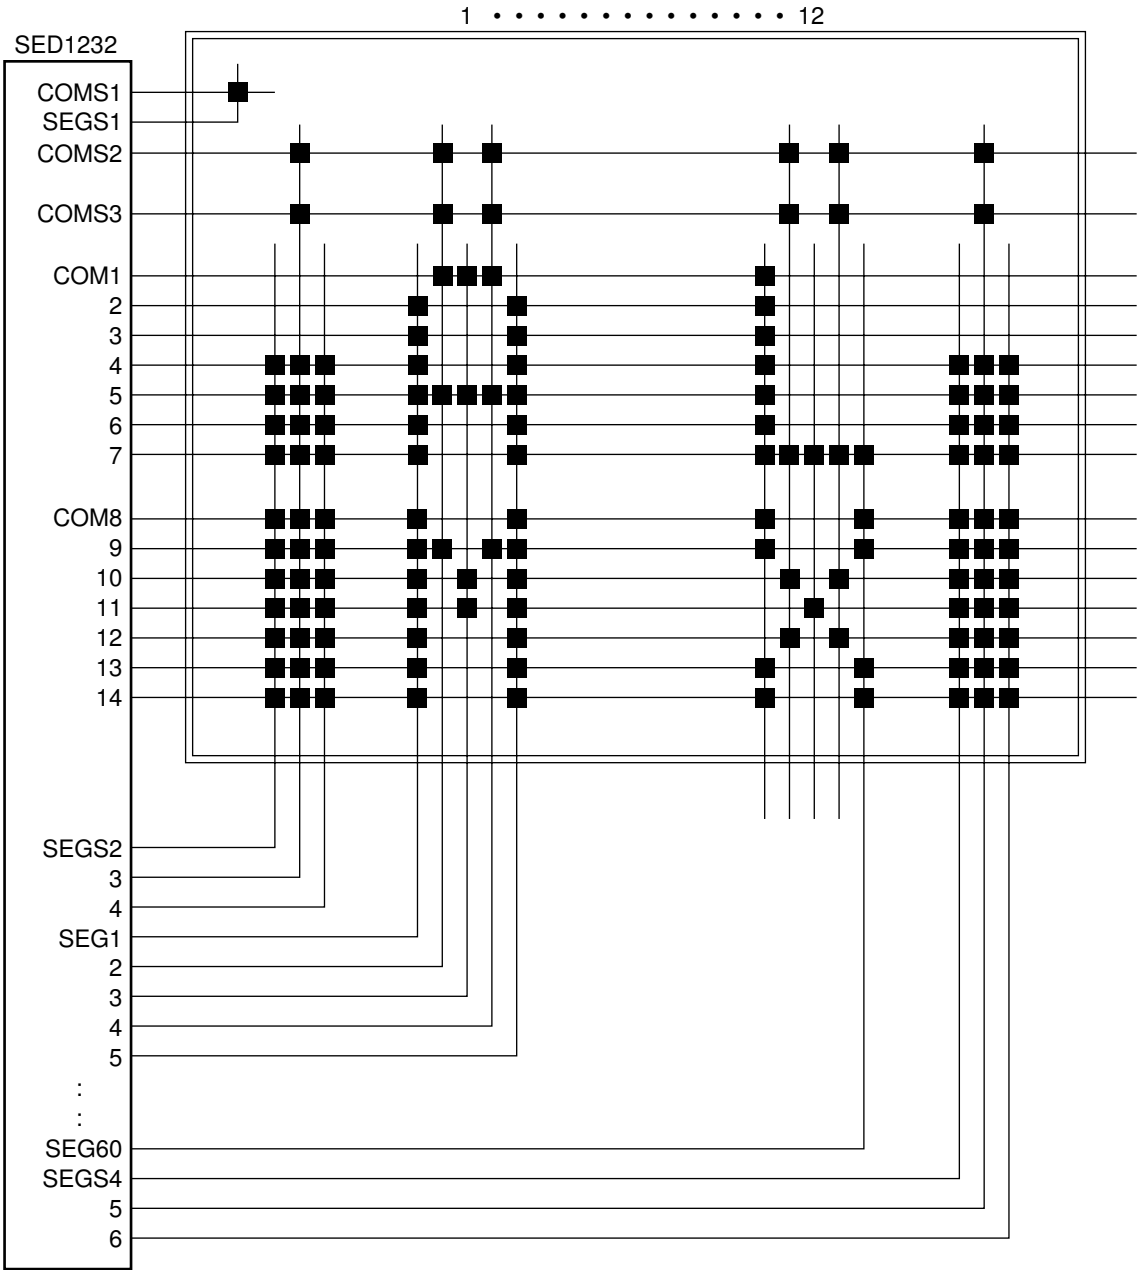 1 • • • • • • • • • • • • • • 12
SED1232
COMS1
SEGS1
COMS2
COMS3
COM1
2
3
4
5
6
7
COM8
9
10
11
12
13
14
SEGS2
3
4
SEG1
2
3
4
5
:
:
SEG60
SEGS4
5
6